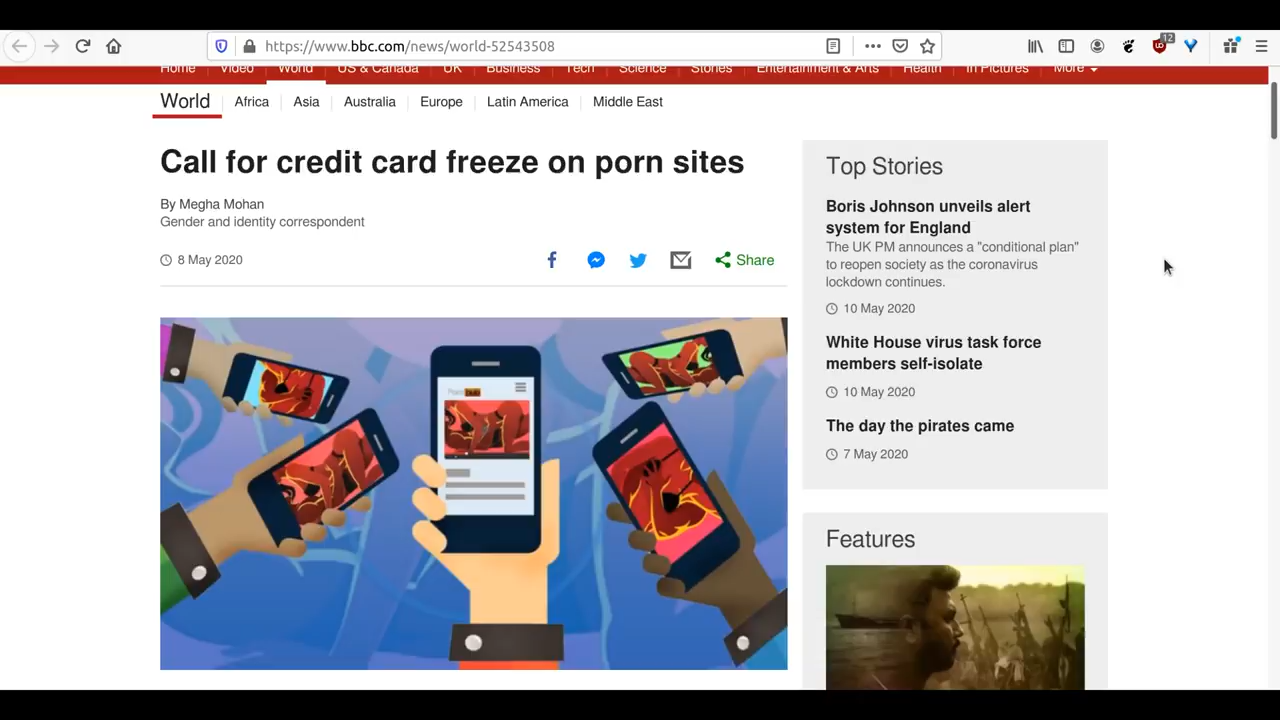 https://www.bbc.com/news/world-52543508
12
Home Video World US & Canada UK Business Tech Science Stories Entertainment & Arts Health In Pictures More
World Africa Asia Australia Europe Latin America Middle East
Call for credit card freeze on porn sites
By Megha Mohan
Gender and identity correspondent
8 May 2020
Share
Porn hub
Top Stories
Boris Johnson unveils alert
system for England
The UK PM announces a "conditional plan"
to reopen society as the coronavirus
lockdown continues.
10 May 2020
White House virus task force
members self-isolate
10 May 2020
The day the pirates came
7 May 2020
Features